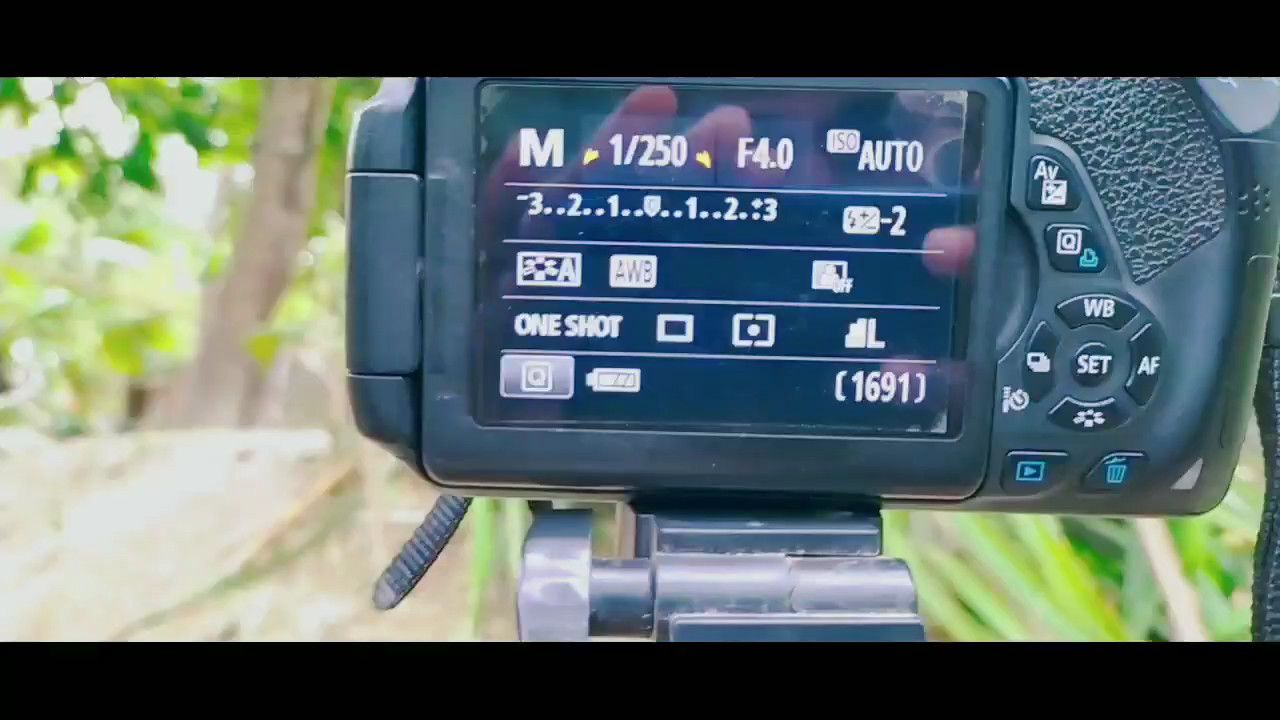 M 1/250 F4.0 ISO AUTO
-3..2..1..0..1..2.:+3 -2
A AWB OFF
ONE SHOT L
Q (1691)
Av
Q
WB
SET AF